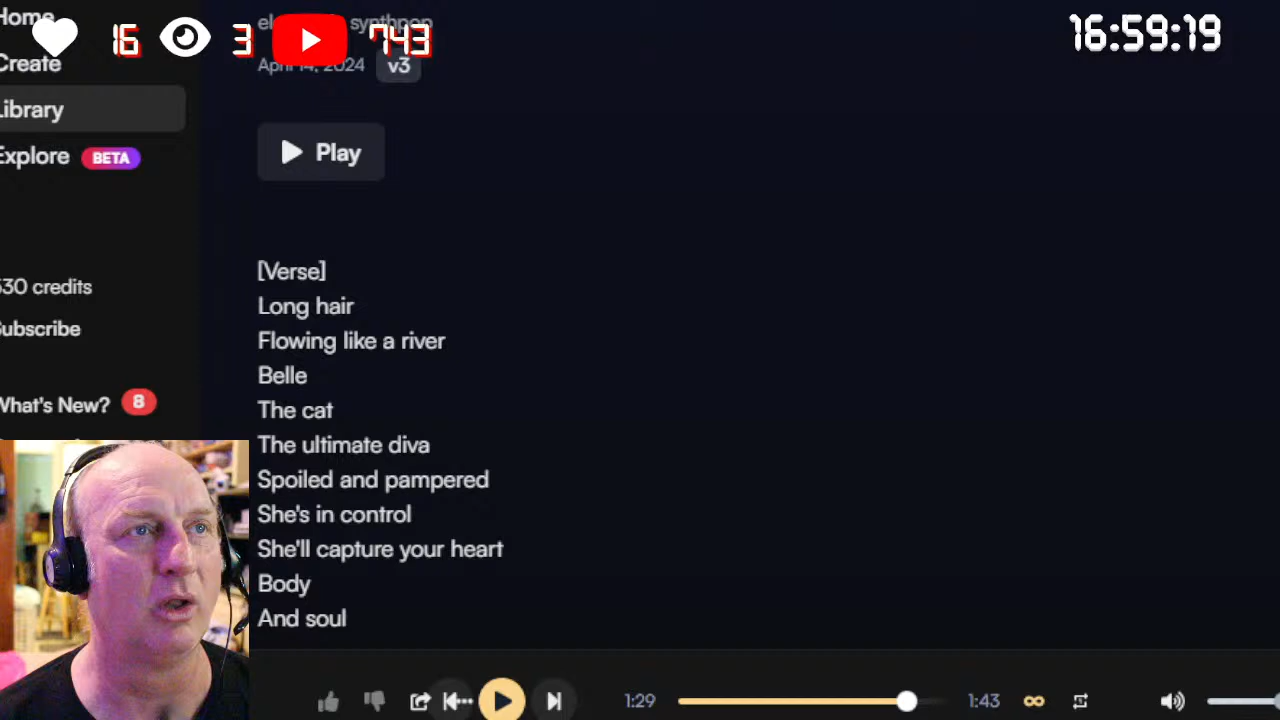 Home
16
3
743
synthpop
16:59:19
Create
April 14, 2024
v3
Library
Explore BETA
Play
[Verse]
30 credits
Long hair
Subscribe
Flowing like a river
Belle
What's New? 8
The cat
The ultimate diva
Spoiled and pampered
She's in control
She'll capture your heart
Body
And soul
1:29
1:43